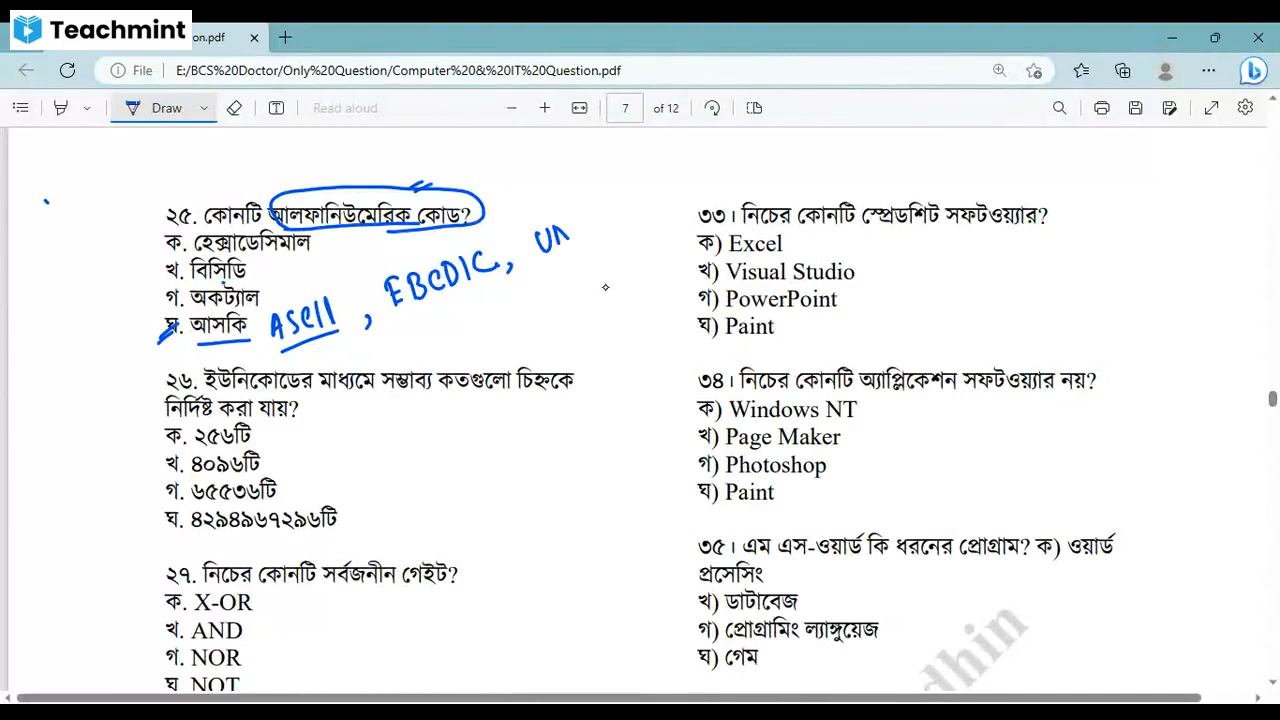 Teachmint
on.pdf
File
E:/BCS%20Doctor/Only%20Question/Computer%20&%20IT%20Question.pdf
Draw
Read aloud
7
of 12
২৫. কোনটি আলফানিউমেরিক কোড?
ক. হেক্সাডেসিমাল
খ. বিসিডি
গ. অকট্যাল
ঘ. আসকি
ASCII, EBCDIC, Un
২৬. ইউনিকোডের মাধ্যমে সম্ভাব্য কতগুলো চিহ্নকে
নির্দিষ্ট করা যায়?
ক. ২৫৬টি
খ. ৪০৯৬টি
গ. ৬৫৫৩৬টি
ঘ. ৪২৯৪৯৬৭২৯৬টি
২৭. নিচের কোনটি সর্বজনীন গেইট?
ক. X-OR
খ. AND
গ. NOR
ঘ. NOT
৩৩। নিচের কোনটি স্প্রেডশিট সফটওয়্যার?
ক) Excel
খ) Visual Studio
গ) PowerPoint
ঘ) Paint
৩৪। নিচের কোনটি অ্যাপ্লিকেশন সফটওয়্যার নয়?
ক) Windows NT
খ) Page Maker
গ) Photoshop
ঘ) Paint
৩৫। এম এস-ওয়ার্ড কি ধরনের প্রোগ্রাম? ক) ওয়ার্ড
প্রসেসিং
খ) ডাটাবেজ
গ) প্রোগ্রামিং ল্যাঙ্গুয়েজ
ঘ) গেম
dhin